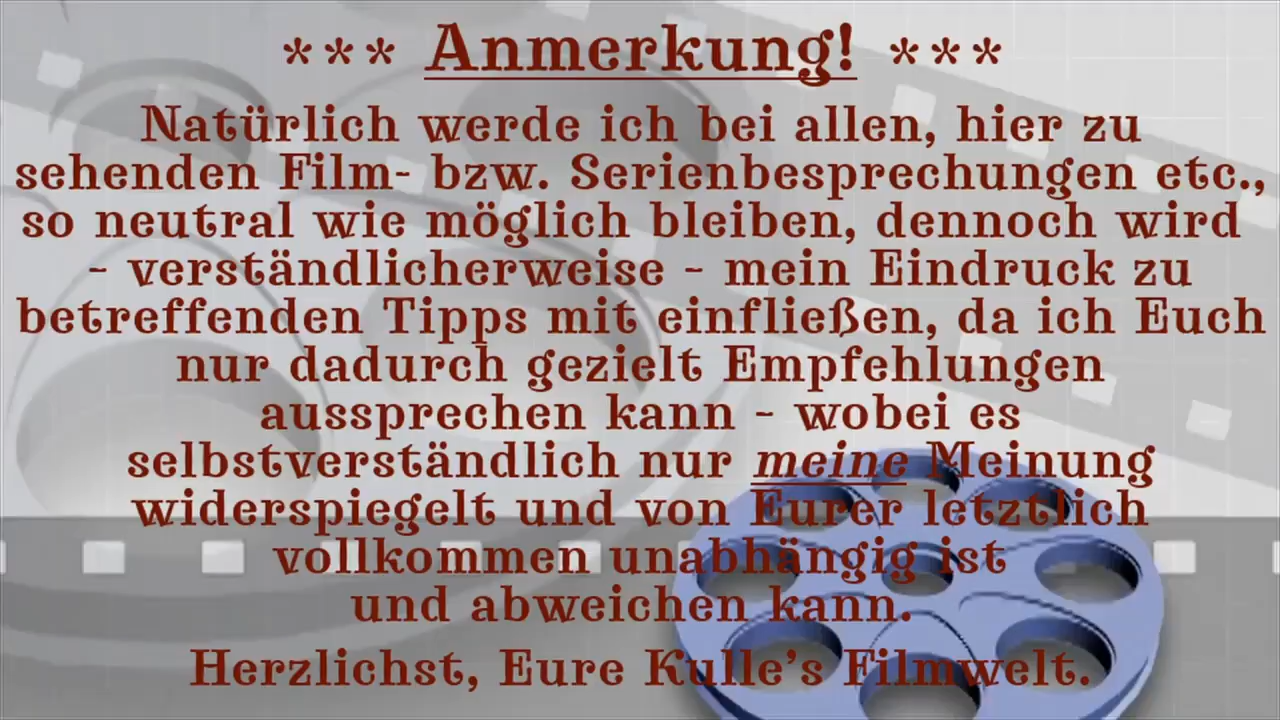 *** Anmerkung! ***
Natürlich werde ich bei allen, hier zu
sehenden Film- bzw. Serienbesprechungen etc.,
so neutral wie möglich bleiben, dennoch wird
- verständlicherweise - mein Eindruck zu
betreffenden Tipps mit einfließen, da ich Euch
nur dadurch gezielt Empfehlungen
aussprechen kann - wobei es
selbstverständlich nur meine Meinung
widerspiegelt und von Eurer letztlich
vollkommen unabhängig ist
und abweichen kann.
Herzlichst, Eure Kulle's Filmwelt.